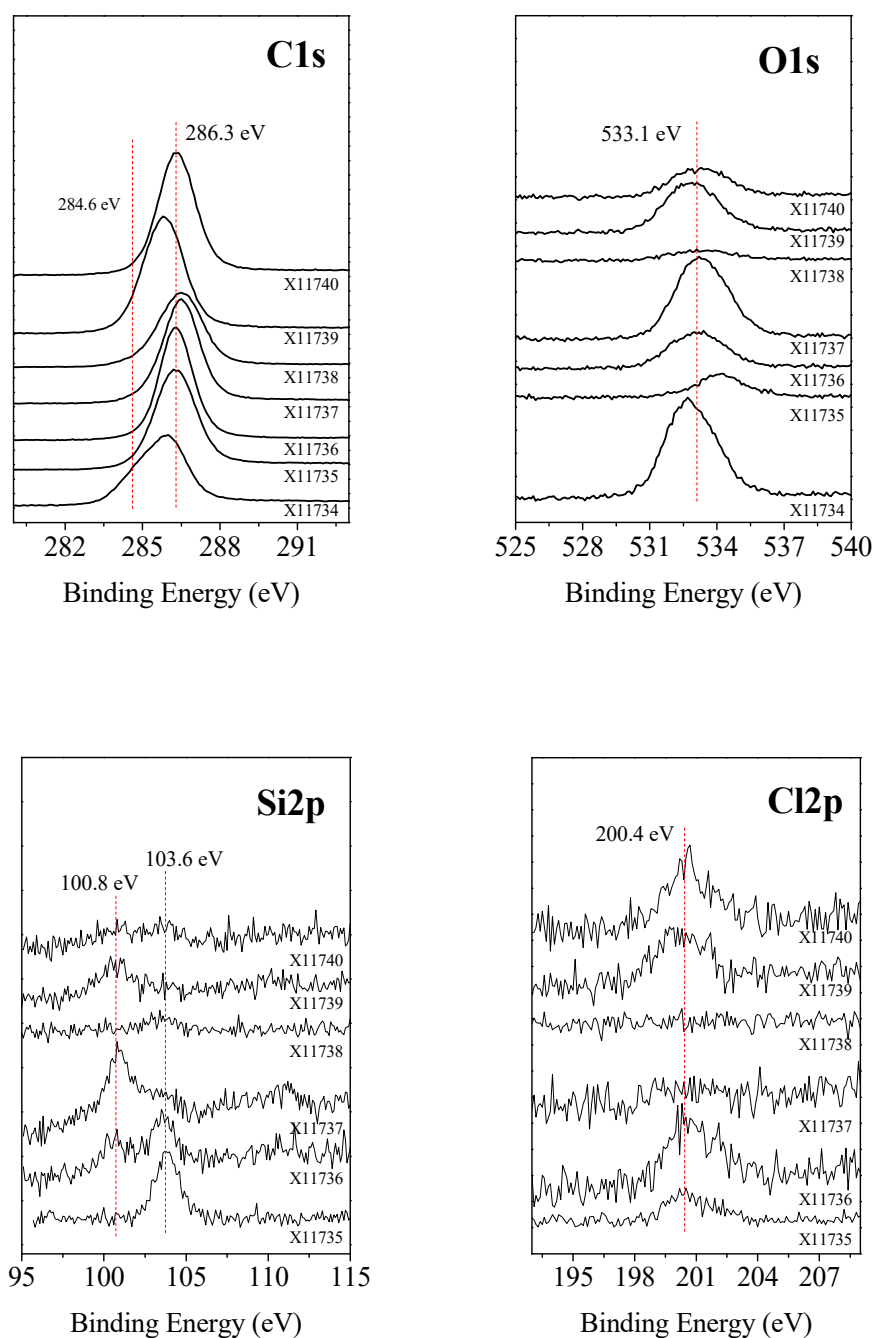 C1s
286.3 eV
284.6 eV
X11740
X11739
X11738
X11737
X11736
X11735
X11734
282 285 288 291
Binding Energy (eV)
O1s
533.1 eV
X11740
X11739
X11738
X11737
X11736
X11735
X11734
525 528 531 534 537 540
Binding Energy (eV)
Si2p
103.6 eV
100.8 eV
X11740
X11739
X11738
X11737
X11736
X11735
95 100 105 110 115
Binding Energy (eV)
Cl2p
200.4 eV
X11740
X11739
X11738
X11737
X11736
X11735
195 198 201 204 207
Binding Energy (eV)